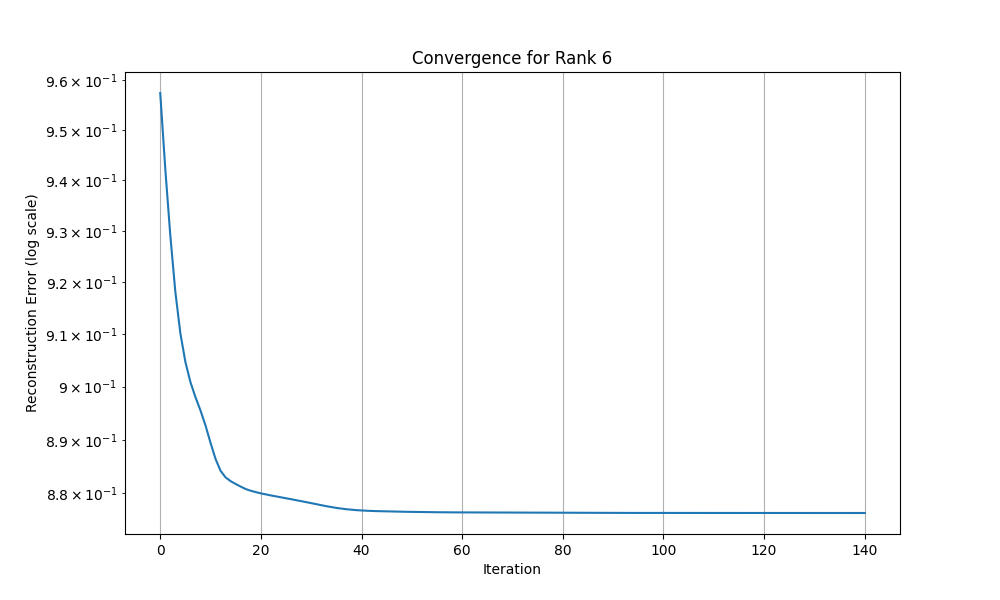 Convergence for Rank 6
Reconstruction Error (log scale)
9.6 × 10⁻¹
9.5 × 10⁻¹
9.4 × 10⁻¹
9.3 × 10⁻¹
9.2 × 10⁻¹
9.1 × 10⁻¹
9 × 10⁻¹
8.9 × 10⁻¹
8.8 × 10⁻¹
0 20 40 60 80 100 120 140
Iteration